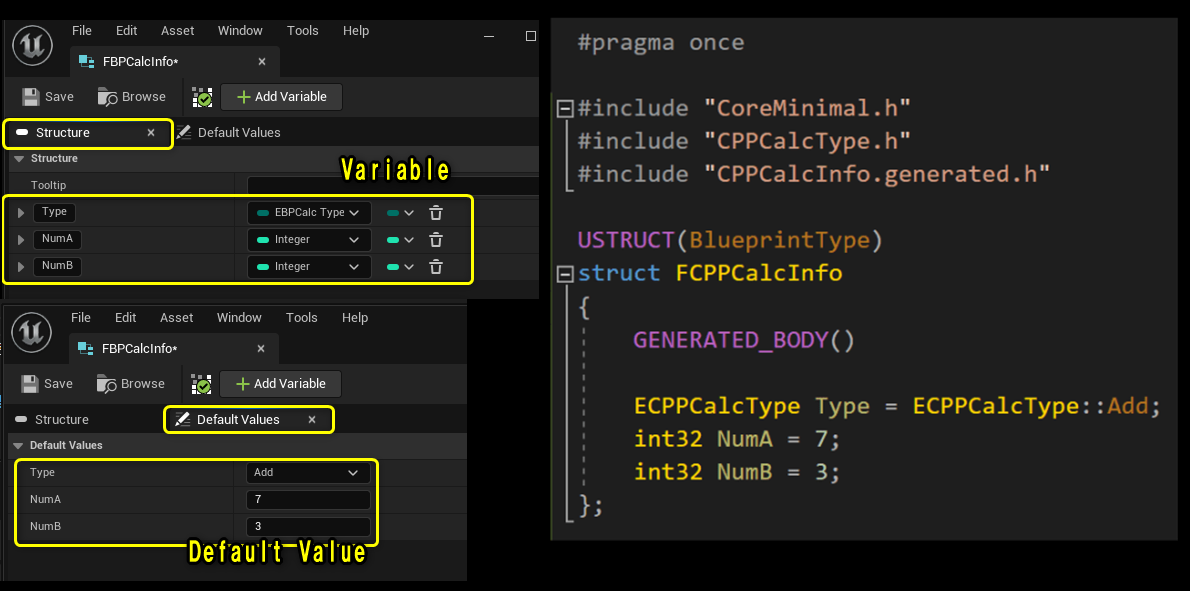 File Edit Asset Window Tools Help
FBPCalcInfo*
Save Browse Add Variable
Structure Default Values
Structure
Variable
Tooltip
Type EBPCalc Type
NumA Integer
NumB Integer
File Edit Asset Window Tools Help
FBPCalcInfo*
Save Browse Add Variable
Structure Default Values
Default Values
Type Add
NumA 7
NumB 3
Default Value
#pragma once
#include "CoreMinimal.h"
#include "CPPCalcType.h"
#include "CPPCalcInfo.generated.h"
USTRUCT(BlueprintType)
struct FCPPCalcInfo
{
GENERATED_BODY()
ECPPCalcType Type = ECPPCalcType::Add;
int32 NumA = 7;
int32 NumB = 3;
};